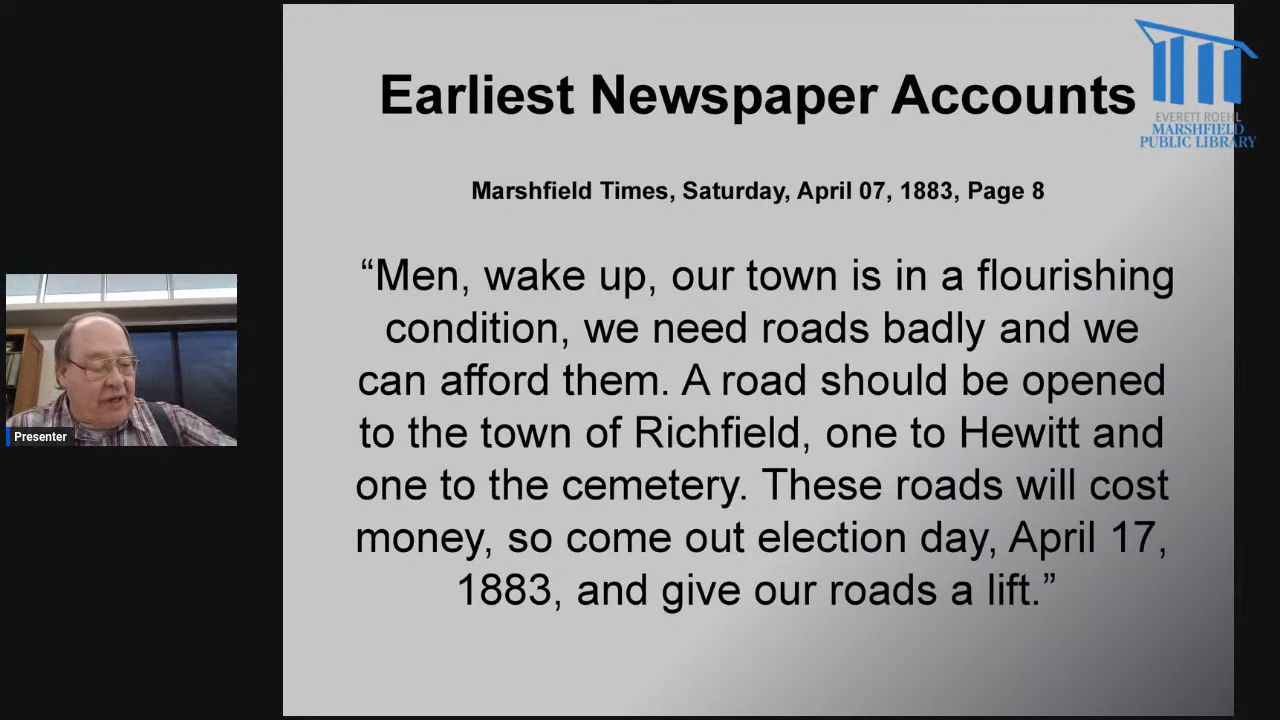 Earliest Newspaper Accounts
EVERETT ROEHL
MARSHFIELD
PUBLIC LIBRARY
Marshfield Times, Saturday, April 07, 1883, Page 8
“Men, wake up, our town is in a flourishing
condition, we need roads badly and we
can afford them. A road should be opened
to the town of Richfield, one to Hewitt and
one to the cemetery. These roads will cost
money, so come out election day, April 17,
1883, and give our roads a lift.”
Presenter